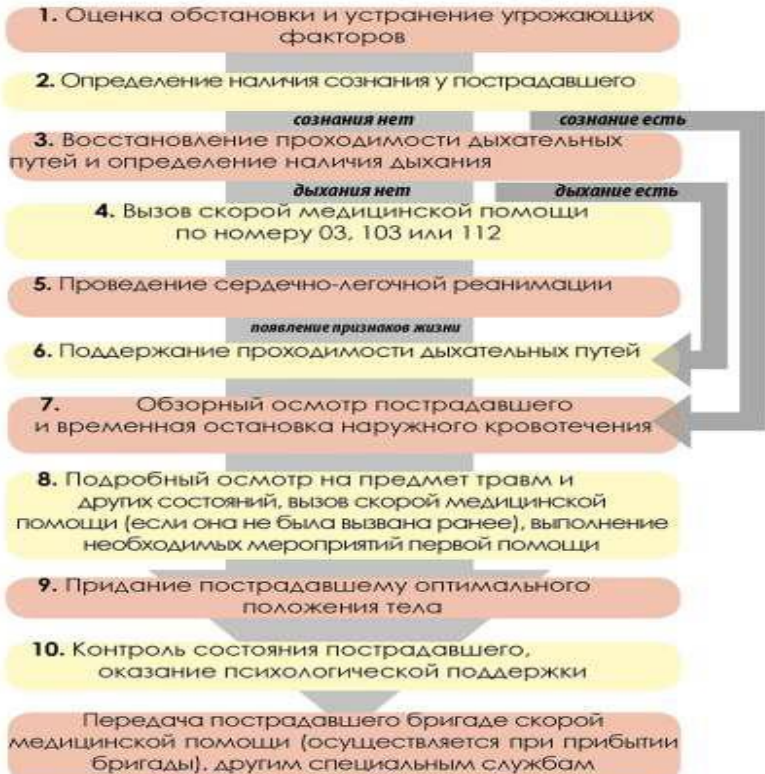 1. Оценка обстановки и устранение угрожающих
факторов
2. Определение наличия сознания у пострадавшего
сознания нет
сознание есть
3. Восстановление проходимости дыхательных
путей и определение наличия дыхания
дыхания нет
дыхание есть
4. Вызов скорой медицинской помощи
по номеру 03, 103 или 112
5. Проведение сердечно-легочной реанимации
появление признаков жизни
6. Поддержание проходимости дыхательных путей
7. Обзорный осмотр пострадавшего
и временная остановка наружного кровотечения
8. Подробный осмотр на предмет травм и
других состояний, вызов скорой медицинской
помощи (если она не была вызвана ранее), выполнение
необходимых мероприятий первой помощи
9. Придание пострадавшему оптимального
положения тела
10. Контроль состояния пострадавшего,
оказание психологической поддержки
Передача пострадавшего бригаде скорой
медицинской помощи (осуществляется при прибытии
бригады), другим специальным службам